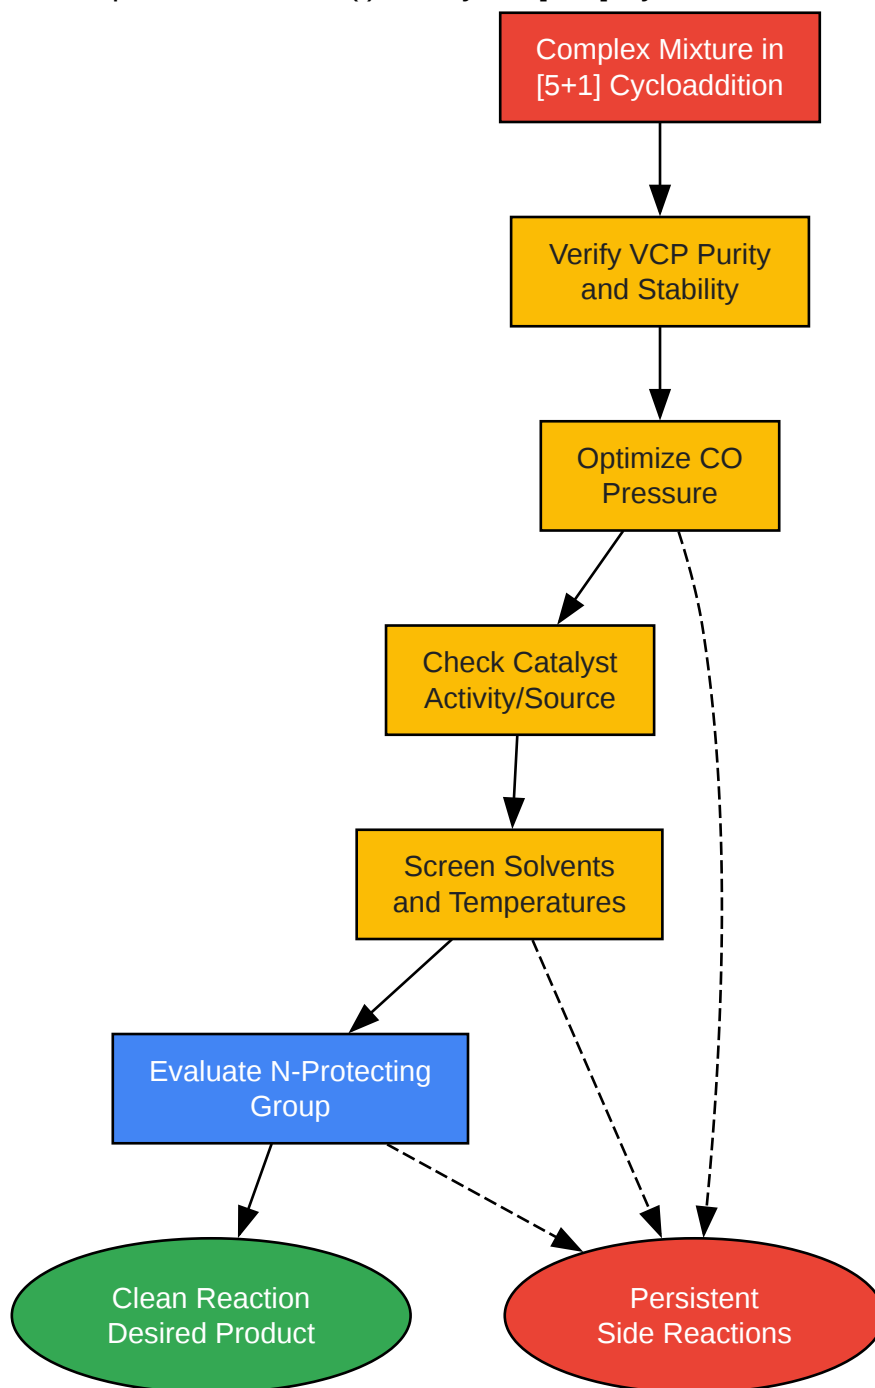 (i)
Complex Mixture in
[5+1] Cycloaddition
Verify VCP Purity
and Stability
Optimize CO
Pressure
Check Catalyst
Activity/Source
Screen Solvents
and Temperatures
Evaluate N-Protecting
Group
Clean Reaction
Desired Product
Persistent
Side Reactions